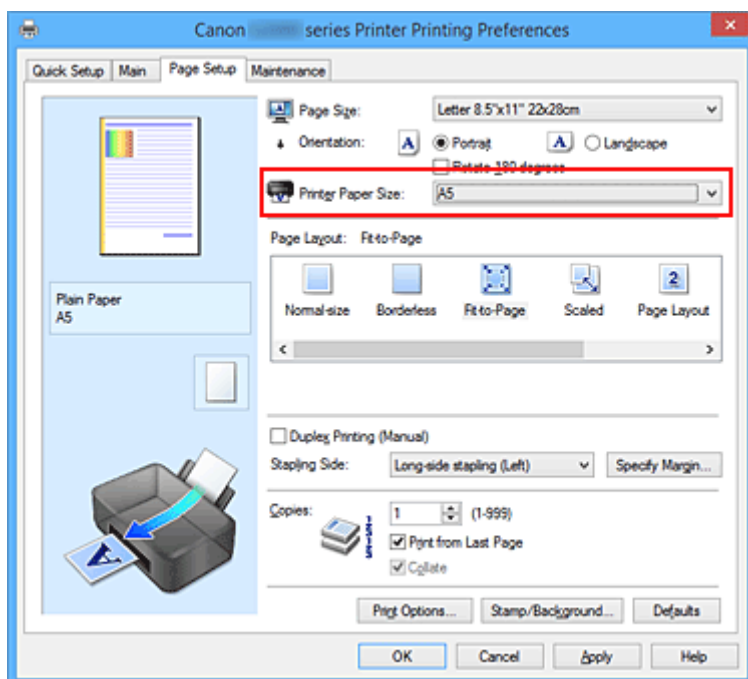 Canon series Printer Printing Preferences
Quick Setup Main Page Setup Maintenance
Page Size: Letter 8.5"x11" 22x28cm
Orientation: A Portrait A Landscape
Rotate 180 degrees
Printer Paper Size: A5
Page Layout: Fit-to-Page
2
Normal-size Borderless Fit-to-Page Scaled Page Layout
Plain Paper
A5
Duplex Printing (Manual)
Stapling Side: Long-side stapling (Left) Specify Margin...
Copies: 1 (1-999)
Print from Last Page
Collate
A
Print Options... Stamp/Background... Defaults
OK Cancel Apply Help